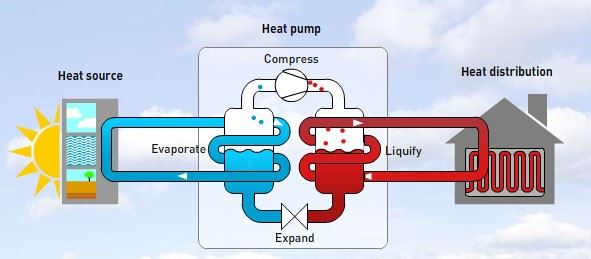 Heat pump
Compress
Heat source
Heat distribution
Evaporate
Liquify
Expand